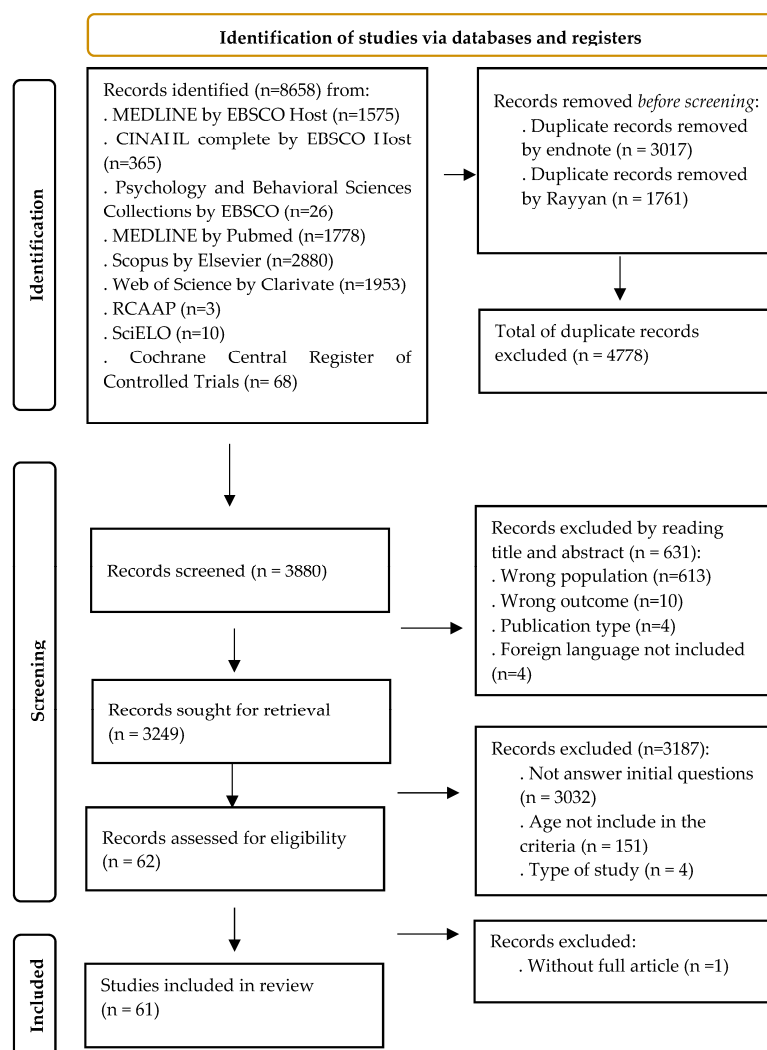 Identification of studies via databases and registers
Identification
Records identified (n=8658) from:
. MEDLINE by EBSCO Host (n=1575)
. CINAHL complete by EBSCO Host
(n=365)
. Psychology and Behavioral Sciences
Collections by EBSCO (n=26)
. MEDLINE by Pubmed (n=1778)
. Scopus by Elsevier (n=2880)
. Web of Science by Clarivate (n=1953)
. RCAAP (n=3)
. SciELO (n=10)
. Cochrane Central Register of
Controlled Trials (n= 68)
Records removed before screening:
. Duplicate records removed
by endnote (n = 3017)
. Duplicate records removed
by Rayyan (n = 1761)
Total of duplicate records
excluded (n = 4778)
Screening
Records screened (n = 3880)
Records excluded by reading
title and abstract (n = 631):
. Wrong population (n=613)
. Wrong outcome (n=10)
. Publication type (n=4)
. Foreign language not included
(n=4)
Records sought for retrieval
(n = 3249)
Records excluded (n=3187):
. Not answer initial questions
(n = 3032)
. Age not include in the
criteria (n = 151)
. Type of study (n = 4)
Records assessed for eligibility
(n = 62)
Included
Records excluded:
. Without full article (n =1)
Studies included in review
(n = 61)